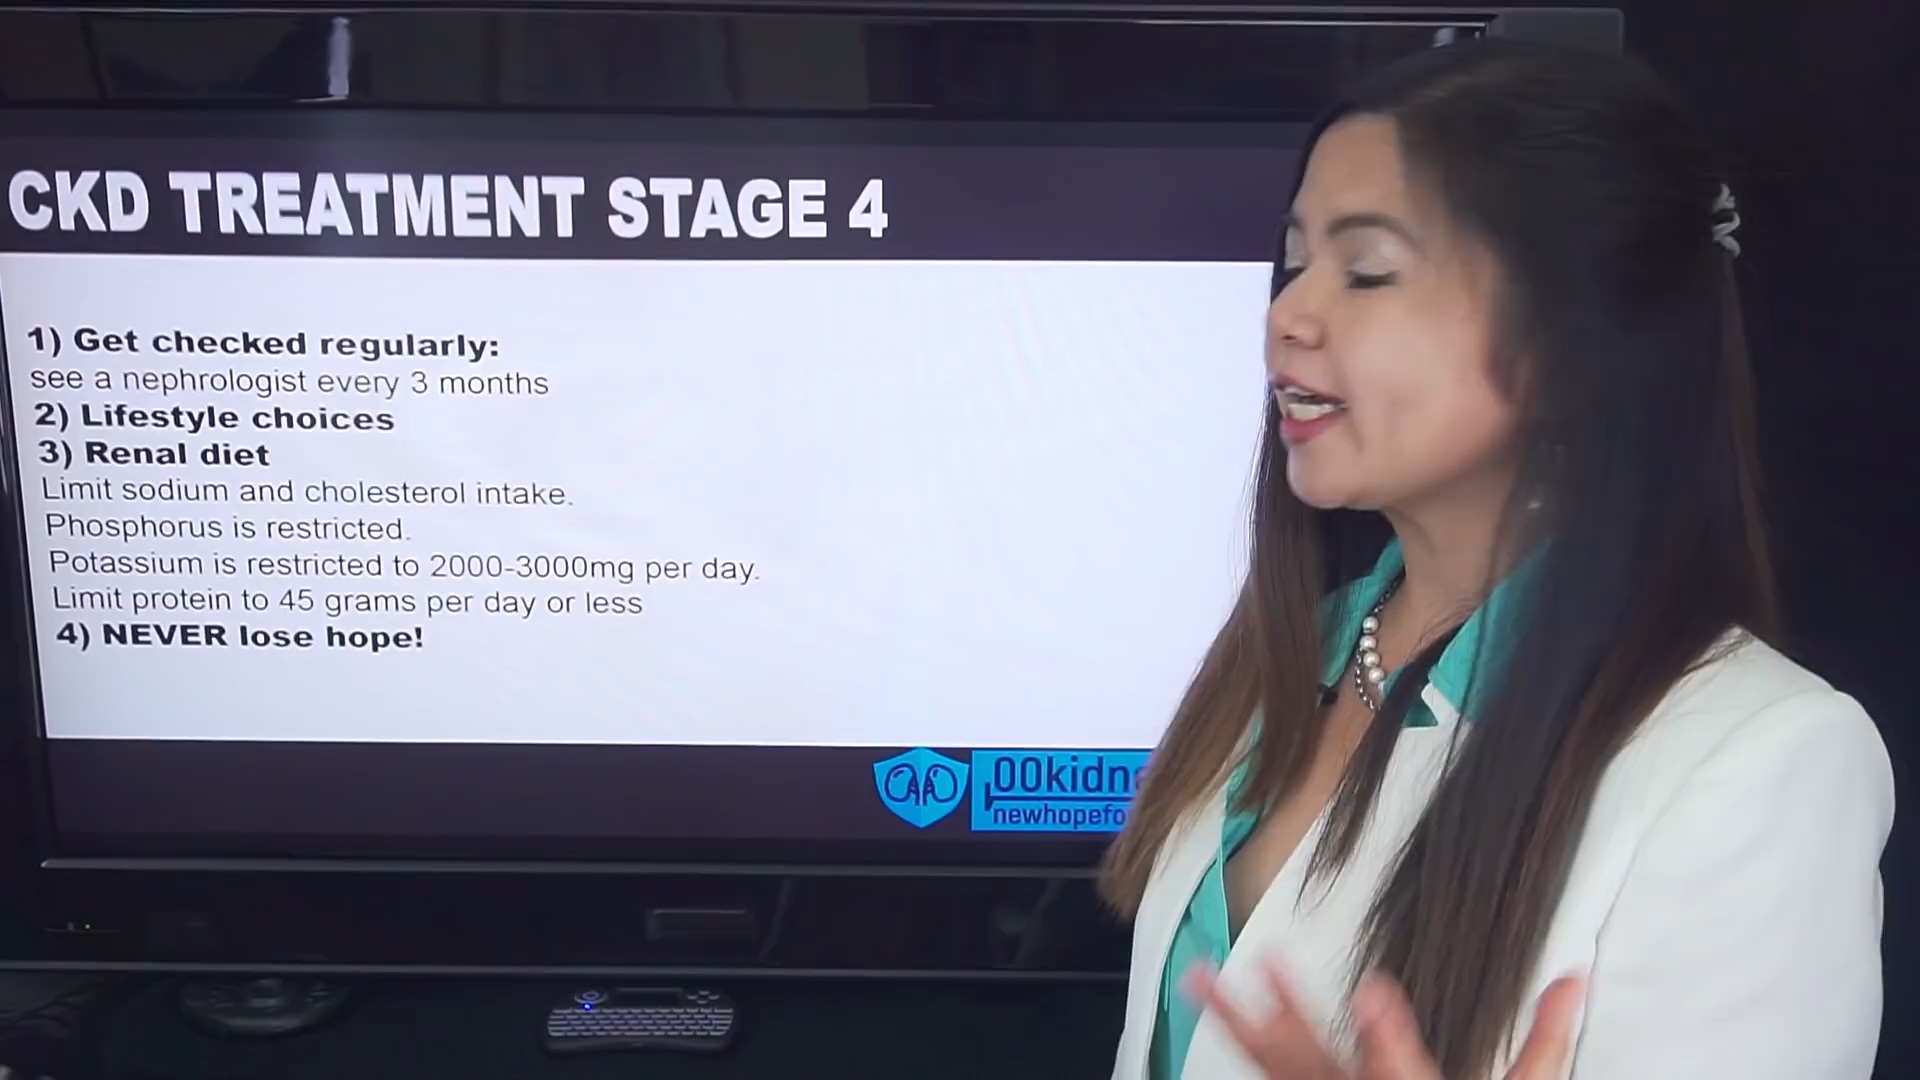 CKD TREATMENT STAGE 4
1) Get checked regularly:
see a nephrologist every 3 months
2) Lifestyle choices
3) Renal diet
Limit sodium and cholesterol intake.
Phosphorus is restricted.
Potassium is restricted to 2000-3000mg per day.
Limit protein to 45 grams per day or less
4) NEVER lose hope!